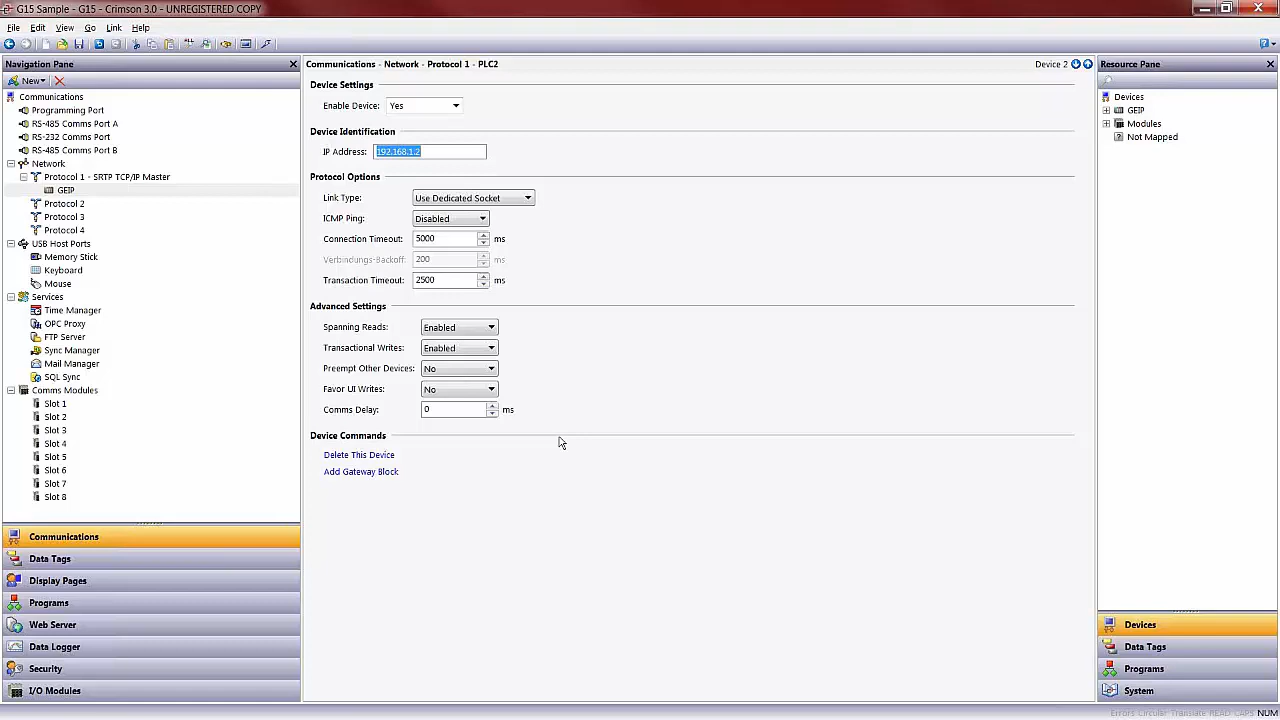 G15 Sample - G15 - Crimson 3.0 - UNREGISTERED COPY
File Edit View Go Link Help
Navigation Pane
New
Communications
Programming Port
RS-485 Comms Port A
RS-232 Comms Port
RS-485 Comms Port B
Network
Protocol 1 - SRTP TCP/IP Master
GEIP
Protocol 2
Protocol 3
Protocol 4
USB Host Ports
Memory Stick
Keyboard
Mouse
Services
Time Manager
OPC Proxy
FTP Server
Sync Manager
Mail Manager
SQL Sync
Comms Modules
Slot 1
Slot 2
Slot 3
Slot 4
Slot 5
Slot 6
Slot 7
Slot 8
Communications
Data Tags
Display Pages
Programs
Web Server
Data Logger
Security
I/O Modules
Communications - Network - Protocol 1 - PLC2
Device 2
Device Settings
Enable Device: Yes
Device Identification
IP Address: 192.168.1.2
Protocol Options
Link Type: Use Dedicated Socket
ICMP Ping: Disabled
Connection Timeout: 5000 ms
Verbindungs-Backoff: 200 ms
Transaction Timeout: 2500 ms
Advanced Settings
Spanning Reads: Enabled
Transactional Writes: Enabled
Preempt Other Devices: No
Favor UI Writes: No
Comms Delay: 0 ms
Device Commands
Delete This Device
Add Gateway Block
Resource Pane
Devices
GEIP
Modules
Not Mapped
Devices
Data Tags
Programs
System
Errors Circular Translate READ CAPS NUM